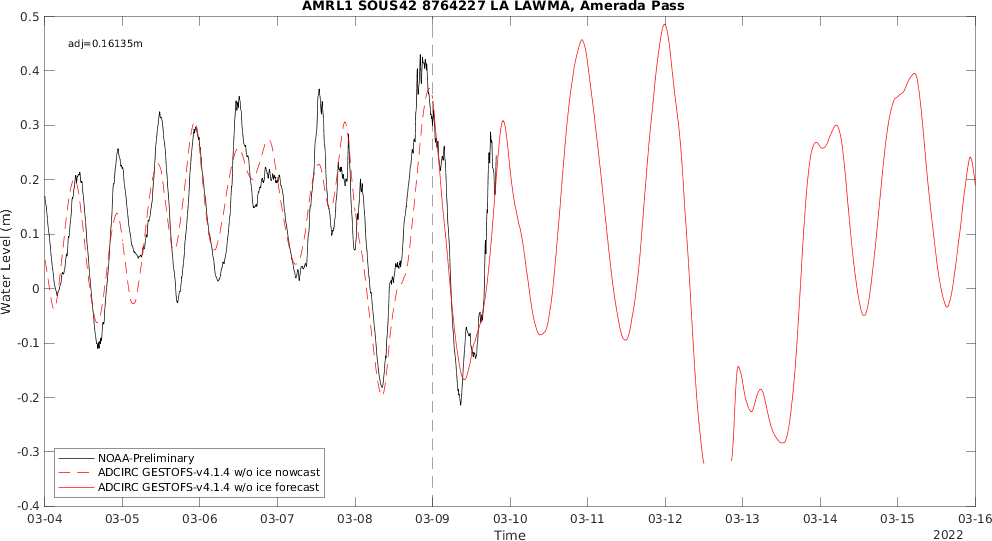 AMRL1 SOUS42 8764227 LA LAWMA, Amerada Pass
adj=0.16135m
0.5
0.4
0.3
0.2
0.1
0
-0.1
-0.2
-0.3
-0.4
Water Level (m)
NOAA-Preliminary
ADCIRC GESTOFS-v4.1.4 w/o ice nowcast
ADCIRC GESTOFS-v4.1.4 w/o ice forecast
03-04 03-05 03-06 03-07 03-08 03-09 03-10 03-11 03-12 03-13 03-14 03-15 03-16
Time
2022